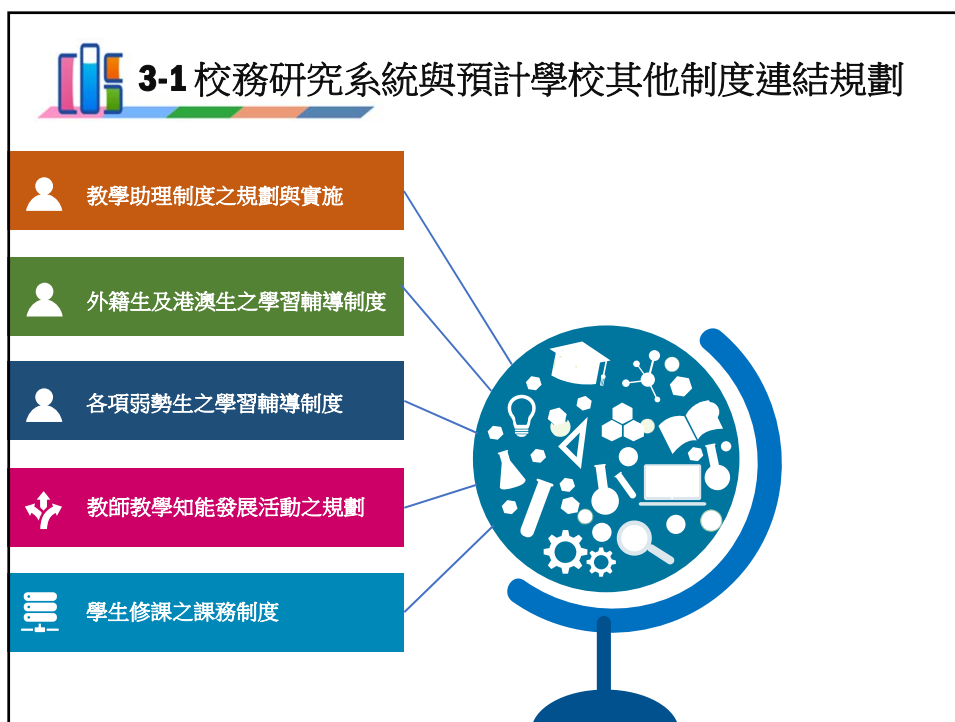 3-1 校務研究系統與預計學校其他制度連結規劃
教學助理制度之規劃與實施
外籍生及港澳生之學習輔導制度
各項弱勢生之學習輔導制度
教師教學知能發展活動之規劃
學生修課之課務制度